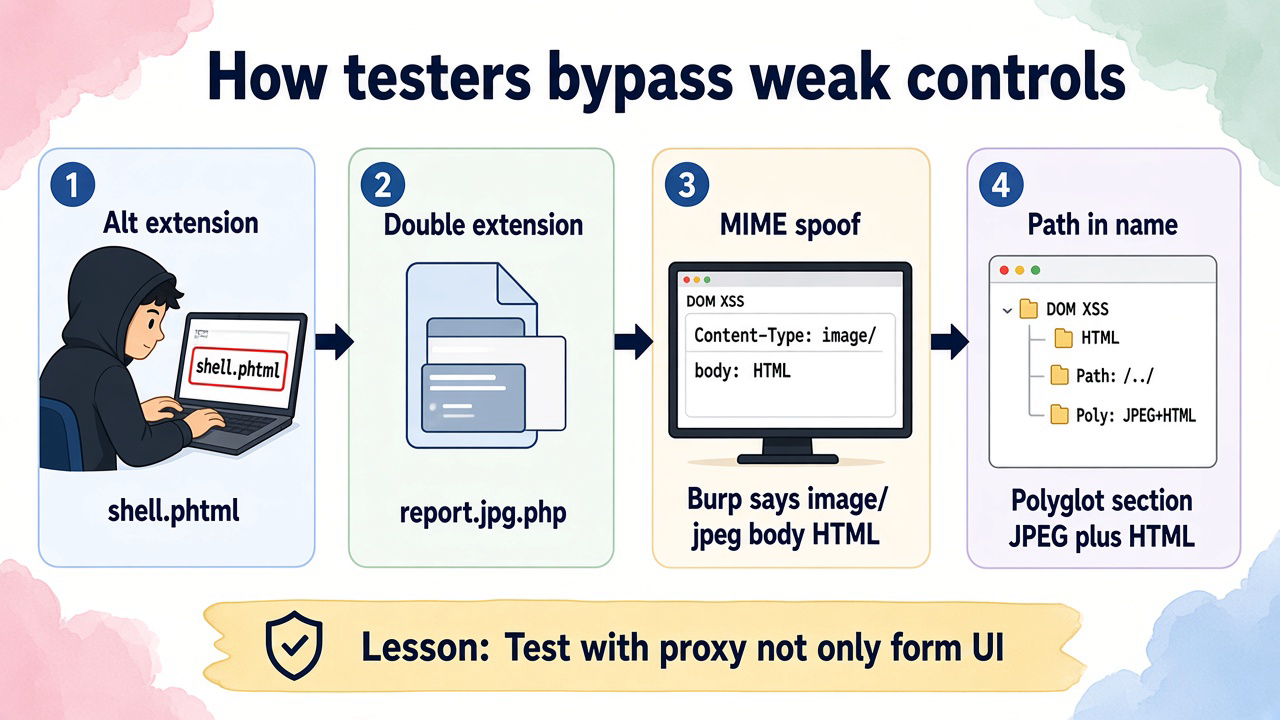 How testers bypass weak controls
1
Alt extension
shell.phtml
shell.phtml
2
Double extension
report.jpg.php
3
MIME spoof
DOM XSS
Content-Type: image/
body: HTML
Burp says image/
jpeg body HTML
4
Path in name
DOM XSS
HTML
Path: /../
Poly: JPEG+HTML
Polyglot section
JPEG plus HTML
Lesson: Test with proxy not only form UI